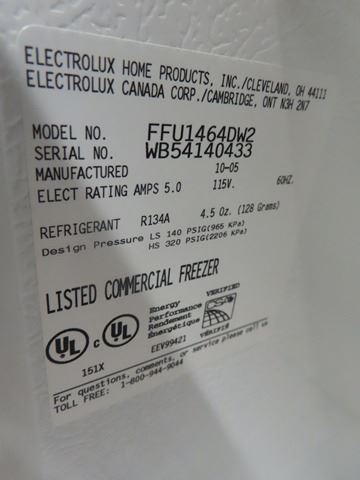 ELECTROLUX HOME PRODUCTS, INC./CLEVELAND, OH 44111
ELECTROLUX CANADA CORP./CAMBRIDGE, ONT N3H 2N7
MODEL NO. FFU1464DW2
SERIAL NO. WB54140433
MANUFACTURED 10-05
ELECT RATING AMPS 5.0 115V. 60HZ.
REFRIGERANT R134A 4.5 Oz. (128 Grams)
Design Pressure LS 140 PSIG(965 KPa)
HS 320 PSIG(2206 KPa)
LISTED COMMERCIAL FREEZER
UL c UL
151X
Energy
Performance
Rendement
Énergétique
EEV99421
VERIFIED
VÉRIFIÉ
For questions, comments, or service please call us
TOLL FREE: 1-800-944-9044